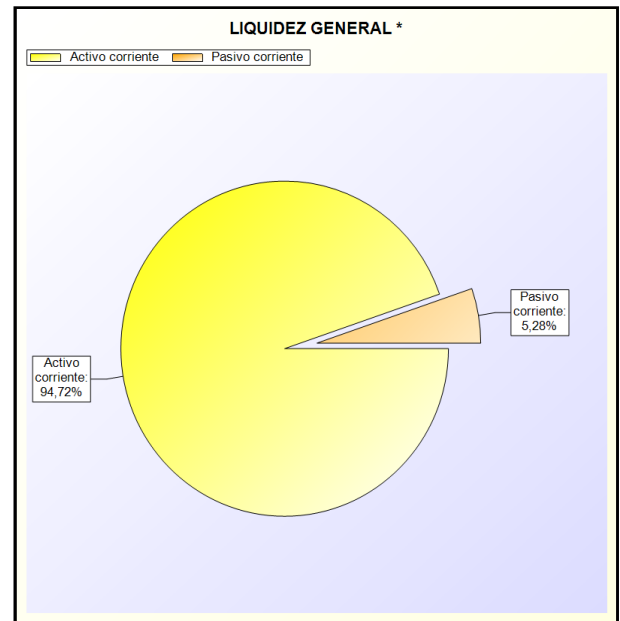 LIQUIDEZ GENERAL *
Activo corriente
Pasivo corriente
Pasivo
corriente:
5,28%
Activo
corriente:
94,72%